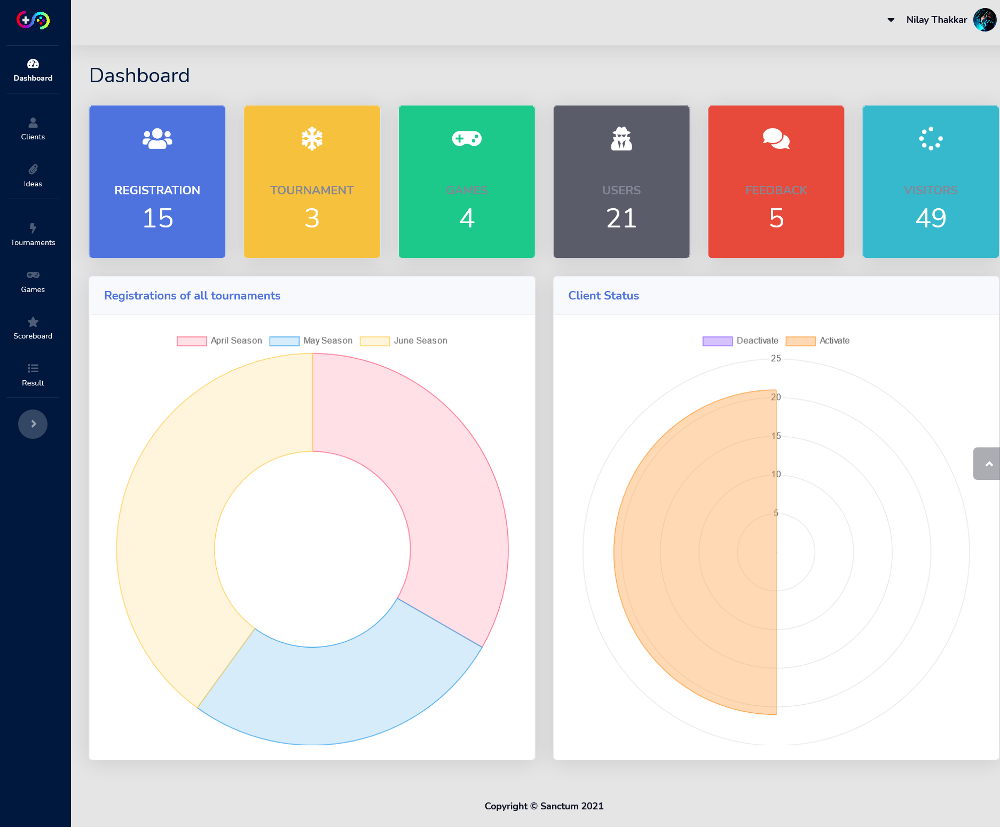 Nilay Thakkar
Dashboard
Clients
Ideas
Tournaments
Games
Scoreboard
Result
Dashboard
REGISTRATION
15
TOURNAMENT
3
GAMES
4
USERS
21
FEEDBACK
5
VISITORS
49
Registrations of all tournaments
April Season May Season June Season
Client Status
Deactivate Activate
25
20
15
10
5
Copyright © Sanctum 2021